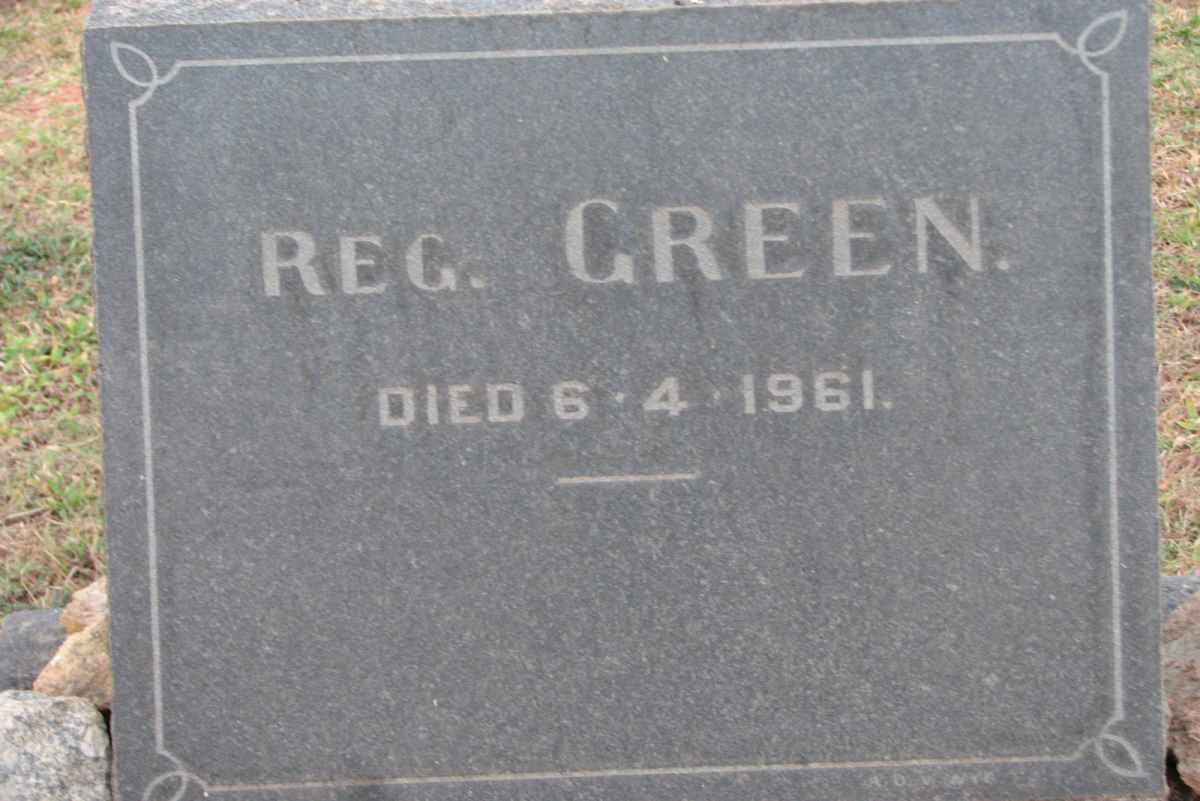 REG. GREEN.
DIED 6·4·1961.